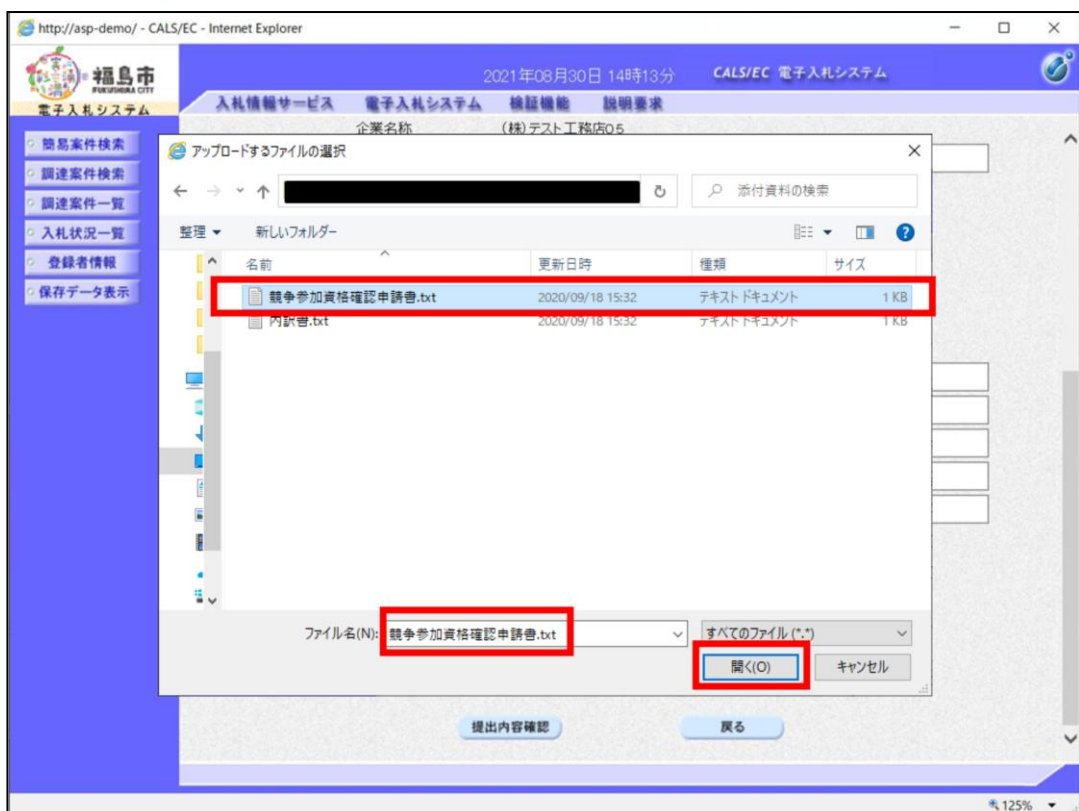 http://asp-demo/ - CALS/EC - Internet Explorer
福島市
FUKUSHIMA CITY
電子入札システム
2021年08月30日 14時13分
CALS/EC 電子入札システム
入札情報サービス 電子入札システム 検証機能 説明要求
簡易案件検索
調達案件検索
調達案件一覧
入札状況一覧
登録者情報
保存データ表示
企業名称 (株)テスト工務店05
アップロードするファイルの選択
添付資料の検索
整理 新しいフォルダー
名前 更新日時 種類 サイズ
競争参加資格確認申請書.txt 2020/09/18 15:32 テキスト ドキュメント 1 KB
内訳書.txt 2020/09/18 15:32 テキスト ドキュメント 1 KB
ファイル名(N): 競争参加資格確認申請書.txt すべてのファイル (*.*)
開く(O) キャンセル
提出内容確認 戻る
125%